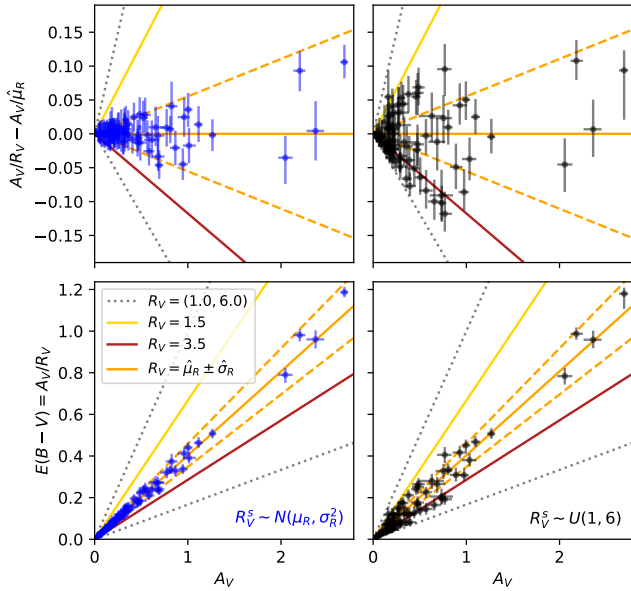 A_V/R_V − A_V/μ̂_R
0.15
0.10
0.05
0.00
−0.05
−0.10
−0.15
E(B − V) = A_V/R_V
1.2
1.0
0.8
0.6
0.4
0.2
0.0
R_V = (1.0, 6.0)
R_V = 1.5
R_V = 3.5
R_V = μ̂_R ± σ̂_R
R_V^s ~ N(μ_R, σ_R^2)
R_V^s ~ U(1, 6)
0 1 2
0 1 2
A_V
A_V